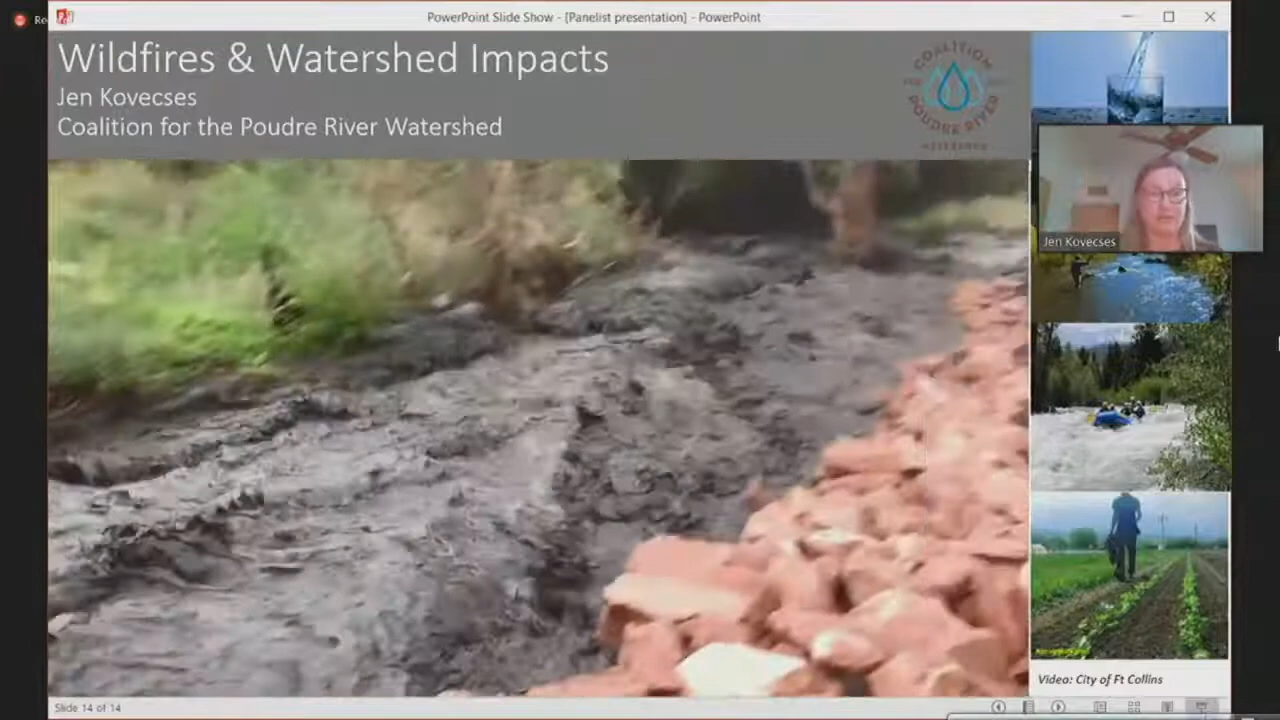 PowerPoint Slide Show - [Panelist presentation] - PowerPoint
Wildfires & Watershed Impacts
Jen Kovecses
Coalition for the Poudre River Watershed
COALITION
POUDRE RIVER
WATERSHED
Jen Kovecses
Video: City of Ft Collins
Slide 14 of 14